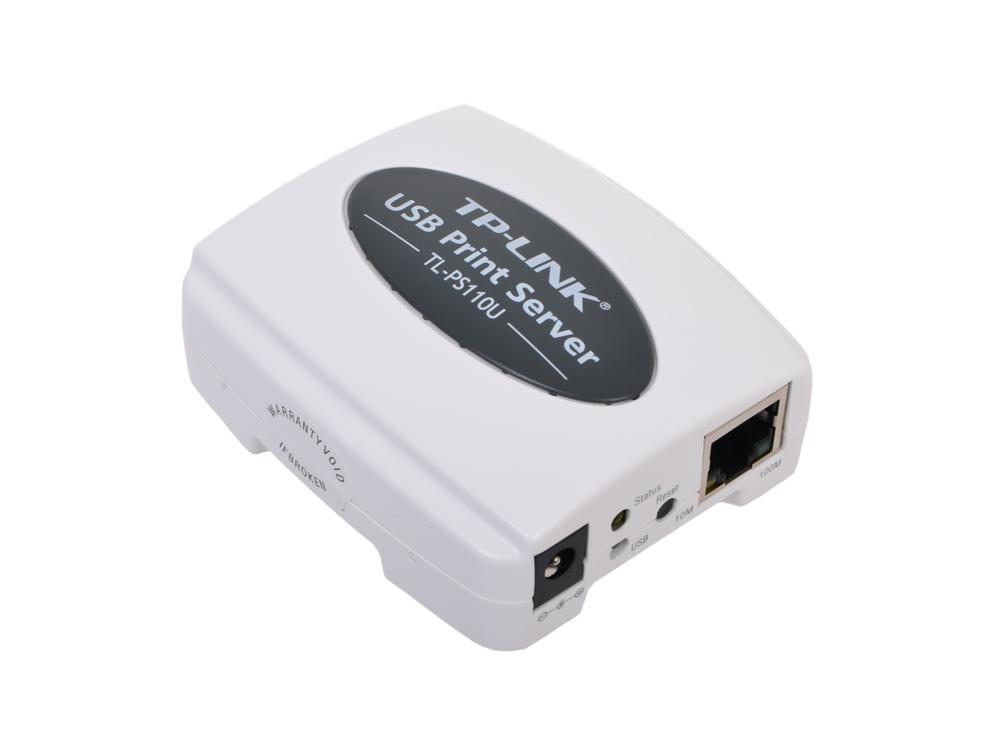 TP-LINK®
USB Print Server
TL-PS110U
WARRANTY VOID
IF BROKEN
Status
Reset
100M
10M
USB